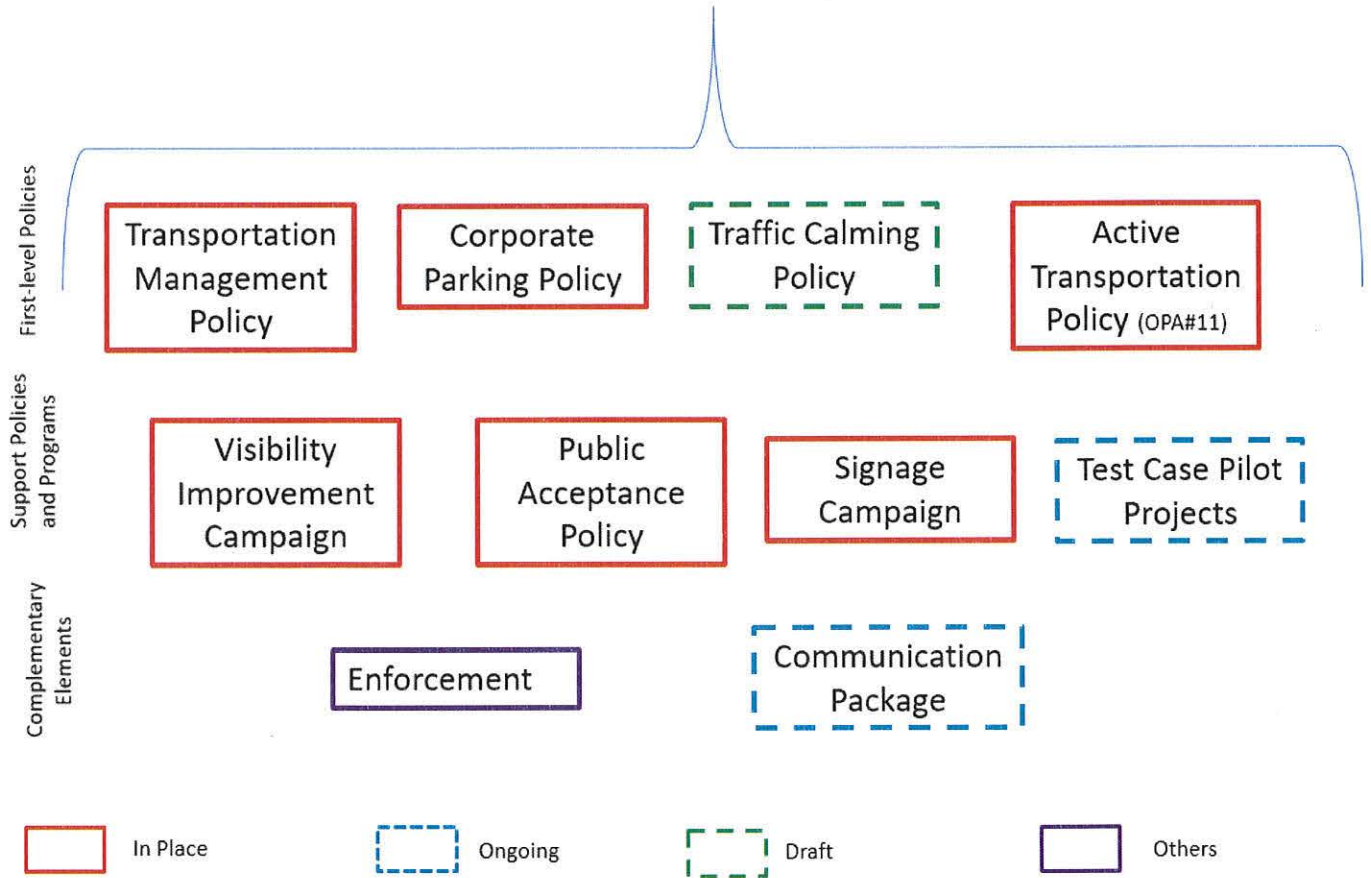 First-level Policies
Transportation
Management
Policy
Corporate
Parking Policy
Traffic Calming
Policy
Active
Transportation
Policy (OPA#11)
Support Policies
and Programs
Visibility
Improvement
Campaign
Public
Acceptance
Policy
Signage
Campaign
Test Case Pilot
Projects
Complementary
Elements
Enforcement
Communication
Package
In Place
Ongoing
Draft
Others